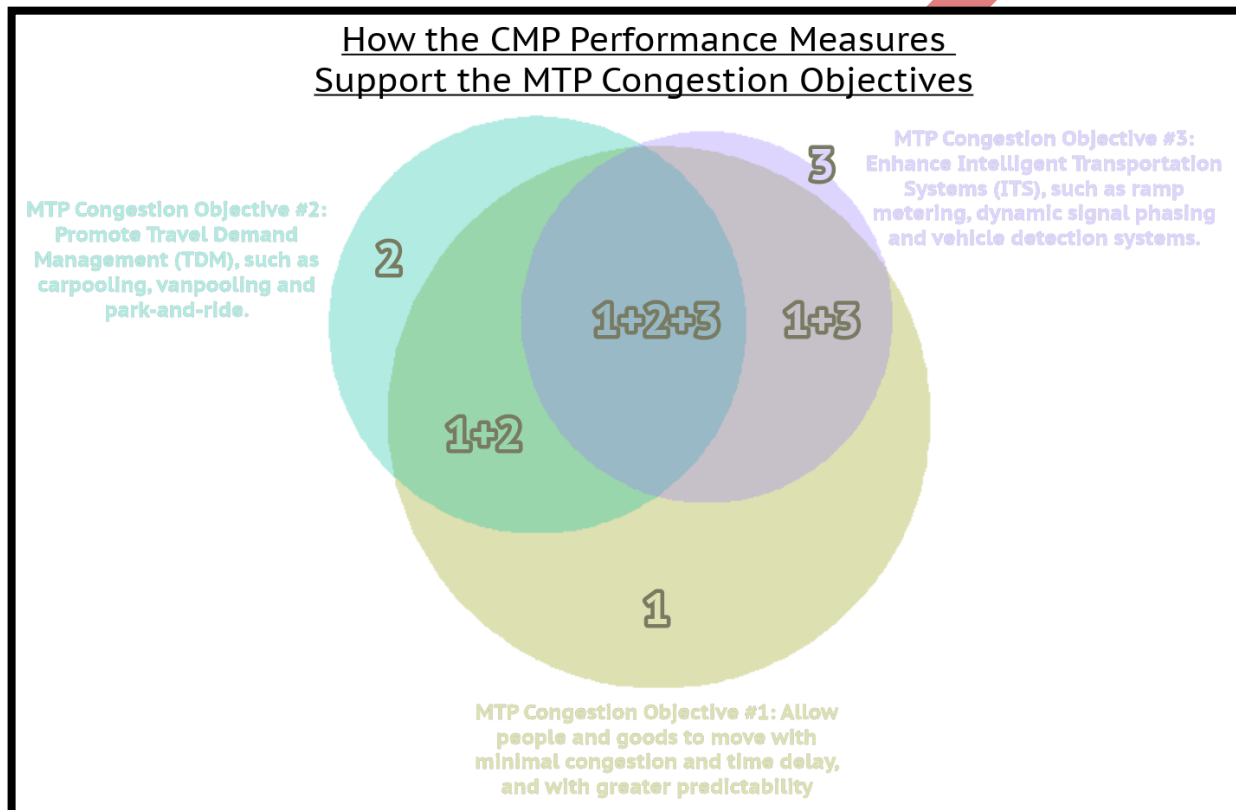 How the CMP Performance Measures
Support the MTP Congestion Objectives
MTP Congestion Objective #3:
Enhance Intelligent Transportation
Systems (ITS), such as ramp
metering, dynamic signal phasing
and vehicle detection systems.
3
MTP Congestion Objective #2:
Promote Travel Demand
Management (TDM), such as
carpooling, vanpooling and
park-and-ride.
2
1+2+3
1+3
1+2
1
MTP Congestion Objective #1: Allow
people and goods to move with
minimal congestion and time delay,
and with greater predictability